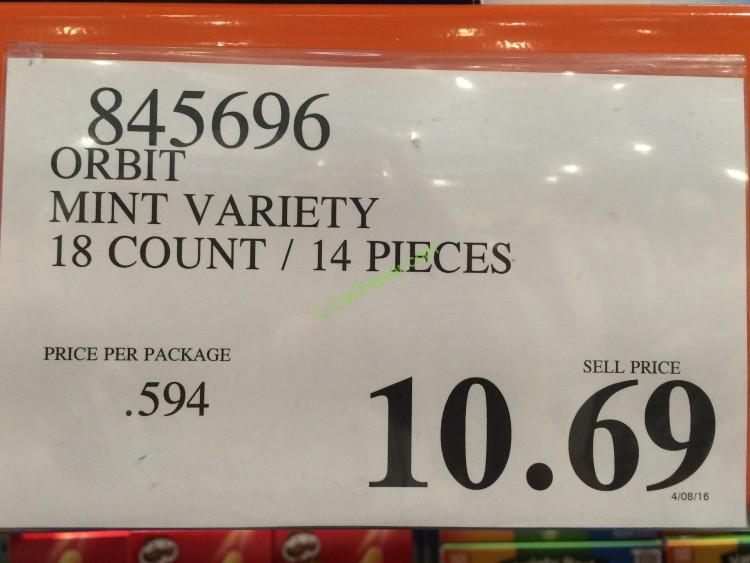 845696
ORBIT
MINT VARIETY
18 COUNT / 14 PIECES
PRICE PER PACKAGE
.594
SELL PRICE
10.69
4/08/16